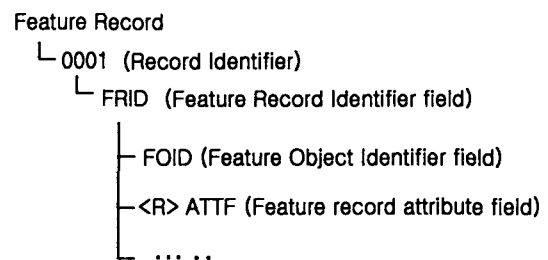 Feature Record
0001 (Record Identifier)
FRID (Feature Record Identifier field)
FOID (Feature Object Identifier field)
<R> ATTF (Feature record attribute field)
... ..